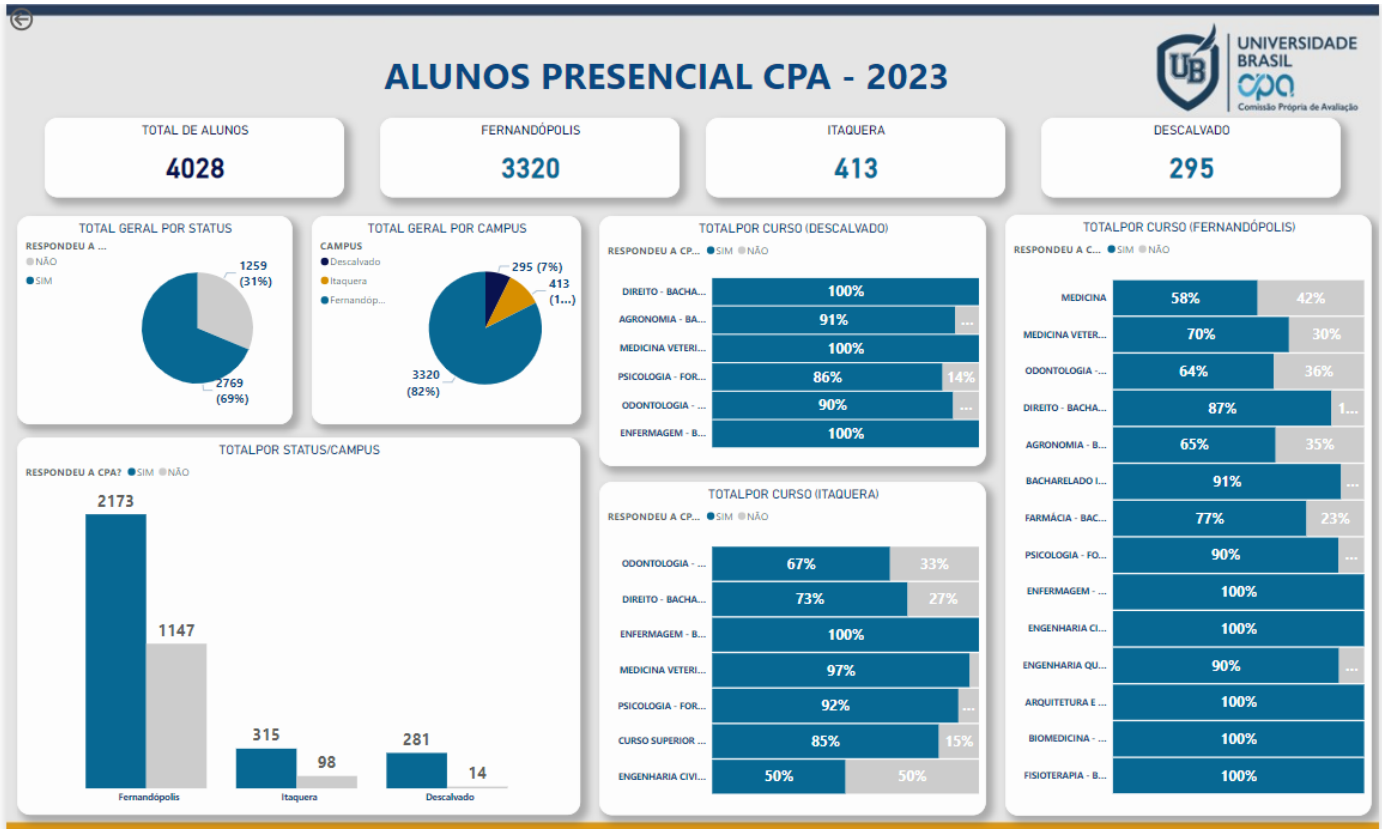 UNIVERSIDADE
BRASIL
UB
cpa
Comissão Própria de Avaliação
ALUNOS PRESENCIAL CPA - 2023
TOTAL DE ALUNOS
4028
FERNANDÓPOLIS
3320
ITAQUERA
413
DESCALVADO
295
TOTAL GERAL POR STATUS
RESPONDEU A ...
NÃO
SIM
1259
(31%)
2769
(69%)
TOTAL GERAL POR CAMPUS
CAMPUS
Descalvado
Itaquera
Fernandóp...
295 (7%)
413
(1...)
3320
(82%)
TOTALPOR STATUS/CAMPUS
RESPONDEU A CPA? SIM NÃO
2173
1147
315
98
281
14
Fernandópolis
Itaquera
Descalvado
TOTALPOR CURSO (DESCALVADO)
RESPONDEU A CP... SIM NÃO
DIREITO - BACHA... 100%
AGRONOMIA - BA... 91% ...
MEDICINA VETERI... 100%
PSICOLOGIA - FOR... 86% 14%
ODONTOLOGIA - ... 90% ...
ENFERMAGEM - B... 100%
TOTALPOR CURSO (ITAQUERA)
RESPONDEU A CP... SIM NÃO
ODONTOLOGIA - ... 67% 33%
DIREITO - BACHA... 73% 27%
ENFERMAGEM - B... 100%
MEDICINA VETERI... 97%
PSICOLOGIA - FOR... 92% ...
CURSO SUPERIOR ... 85% 15%
ENGENHARIA CIVI... 50% 50%
TOTALPOR CURSO (FERNANDÓPOLIS)
RESPONDEU A C... SIM NÃO
MEDICINA 58% 42%
MEDICINA VETER... 70% 30%
ODONTOLOGIA -... 64% 36%
DIREITO - BACHA... 87% 1...
AGRONOMIA - B... 65% 35%
BACHARELADO I... 91% ...
FARMÁCIA - BAC... 77% 23%
PSICOLOGIA - FO... 90% ...
ENFERMAGEM - ... 100%
ENGENHARIA CI... 100%
ENGENHARIA QU... 90% ...
ARQUITETURA E ... 100%
BIOMEDICINA - ... 100%
FISIOTERAPIA - B... 100%